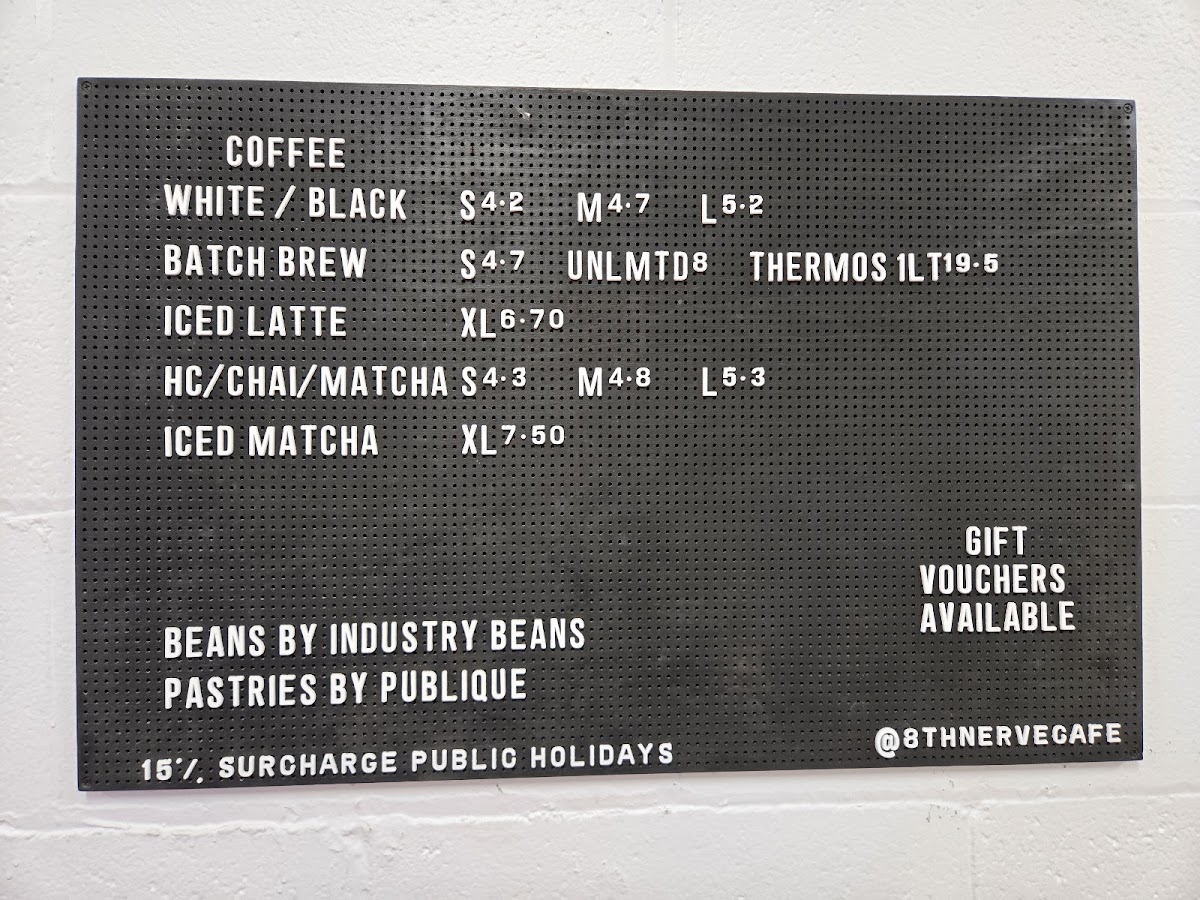 COFFEE
WHITE / BLACK S4.2 M4.7 L5.2
BATCH BREW S4.7 UNLMTD8 THERMOS 1LT19.5
ICED LATTE XL6.70
HC/CHAI/MATCHA S4.3 M4.8 L5.3
ICED MATCHA XL7.50
GIFT
VOUCHERS
AVAILABLE
BEANS BY INDUSTRY BEANS
PASTRIES BY PUBLIQUE
@8THNERVECAFE
15% SURCHARGE PUBLIC HOLIDAYS